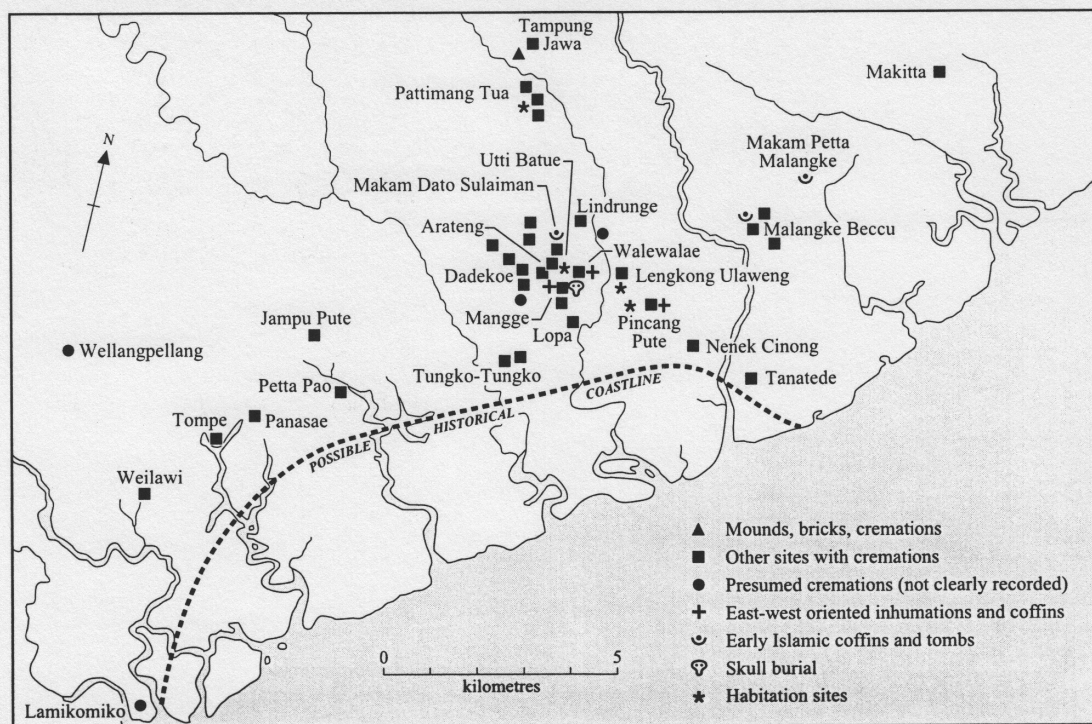 Tampung
Jawa
Makitta
Pattimang Tua
N
Utti Batue
Makam Petta
Malangke
Makam Dato Sulaiman
Lindrunge
Arateng
Walewalae
Malangke Beccu
Dadekoe
Lengkong Ulaweng
Mangge
Pincang
Pute
Jampu Pute
Lopa
Wellangpellang
Nenek Cinong
Tungko-Tungko
Tanatede
Petta Pao
POSSIBLE HISTORICAL COASTLINE
Tompe
Panasae
Weilawi
Mounds, bricks, cremations
Other sites with cremations
Presumed cremations (not clearly recorded)
East-west oriented inhumations and coffins
Early Islamic coffins and tombs
Skull burial
Habitation sites
0 5
kilometres
Lamikomiko